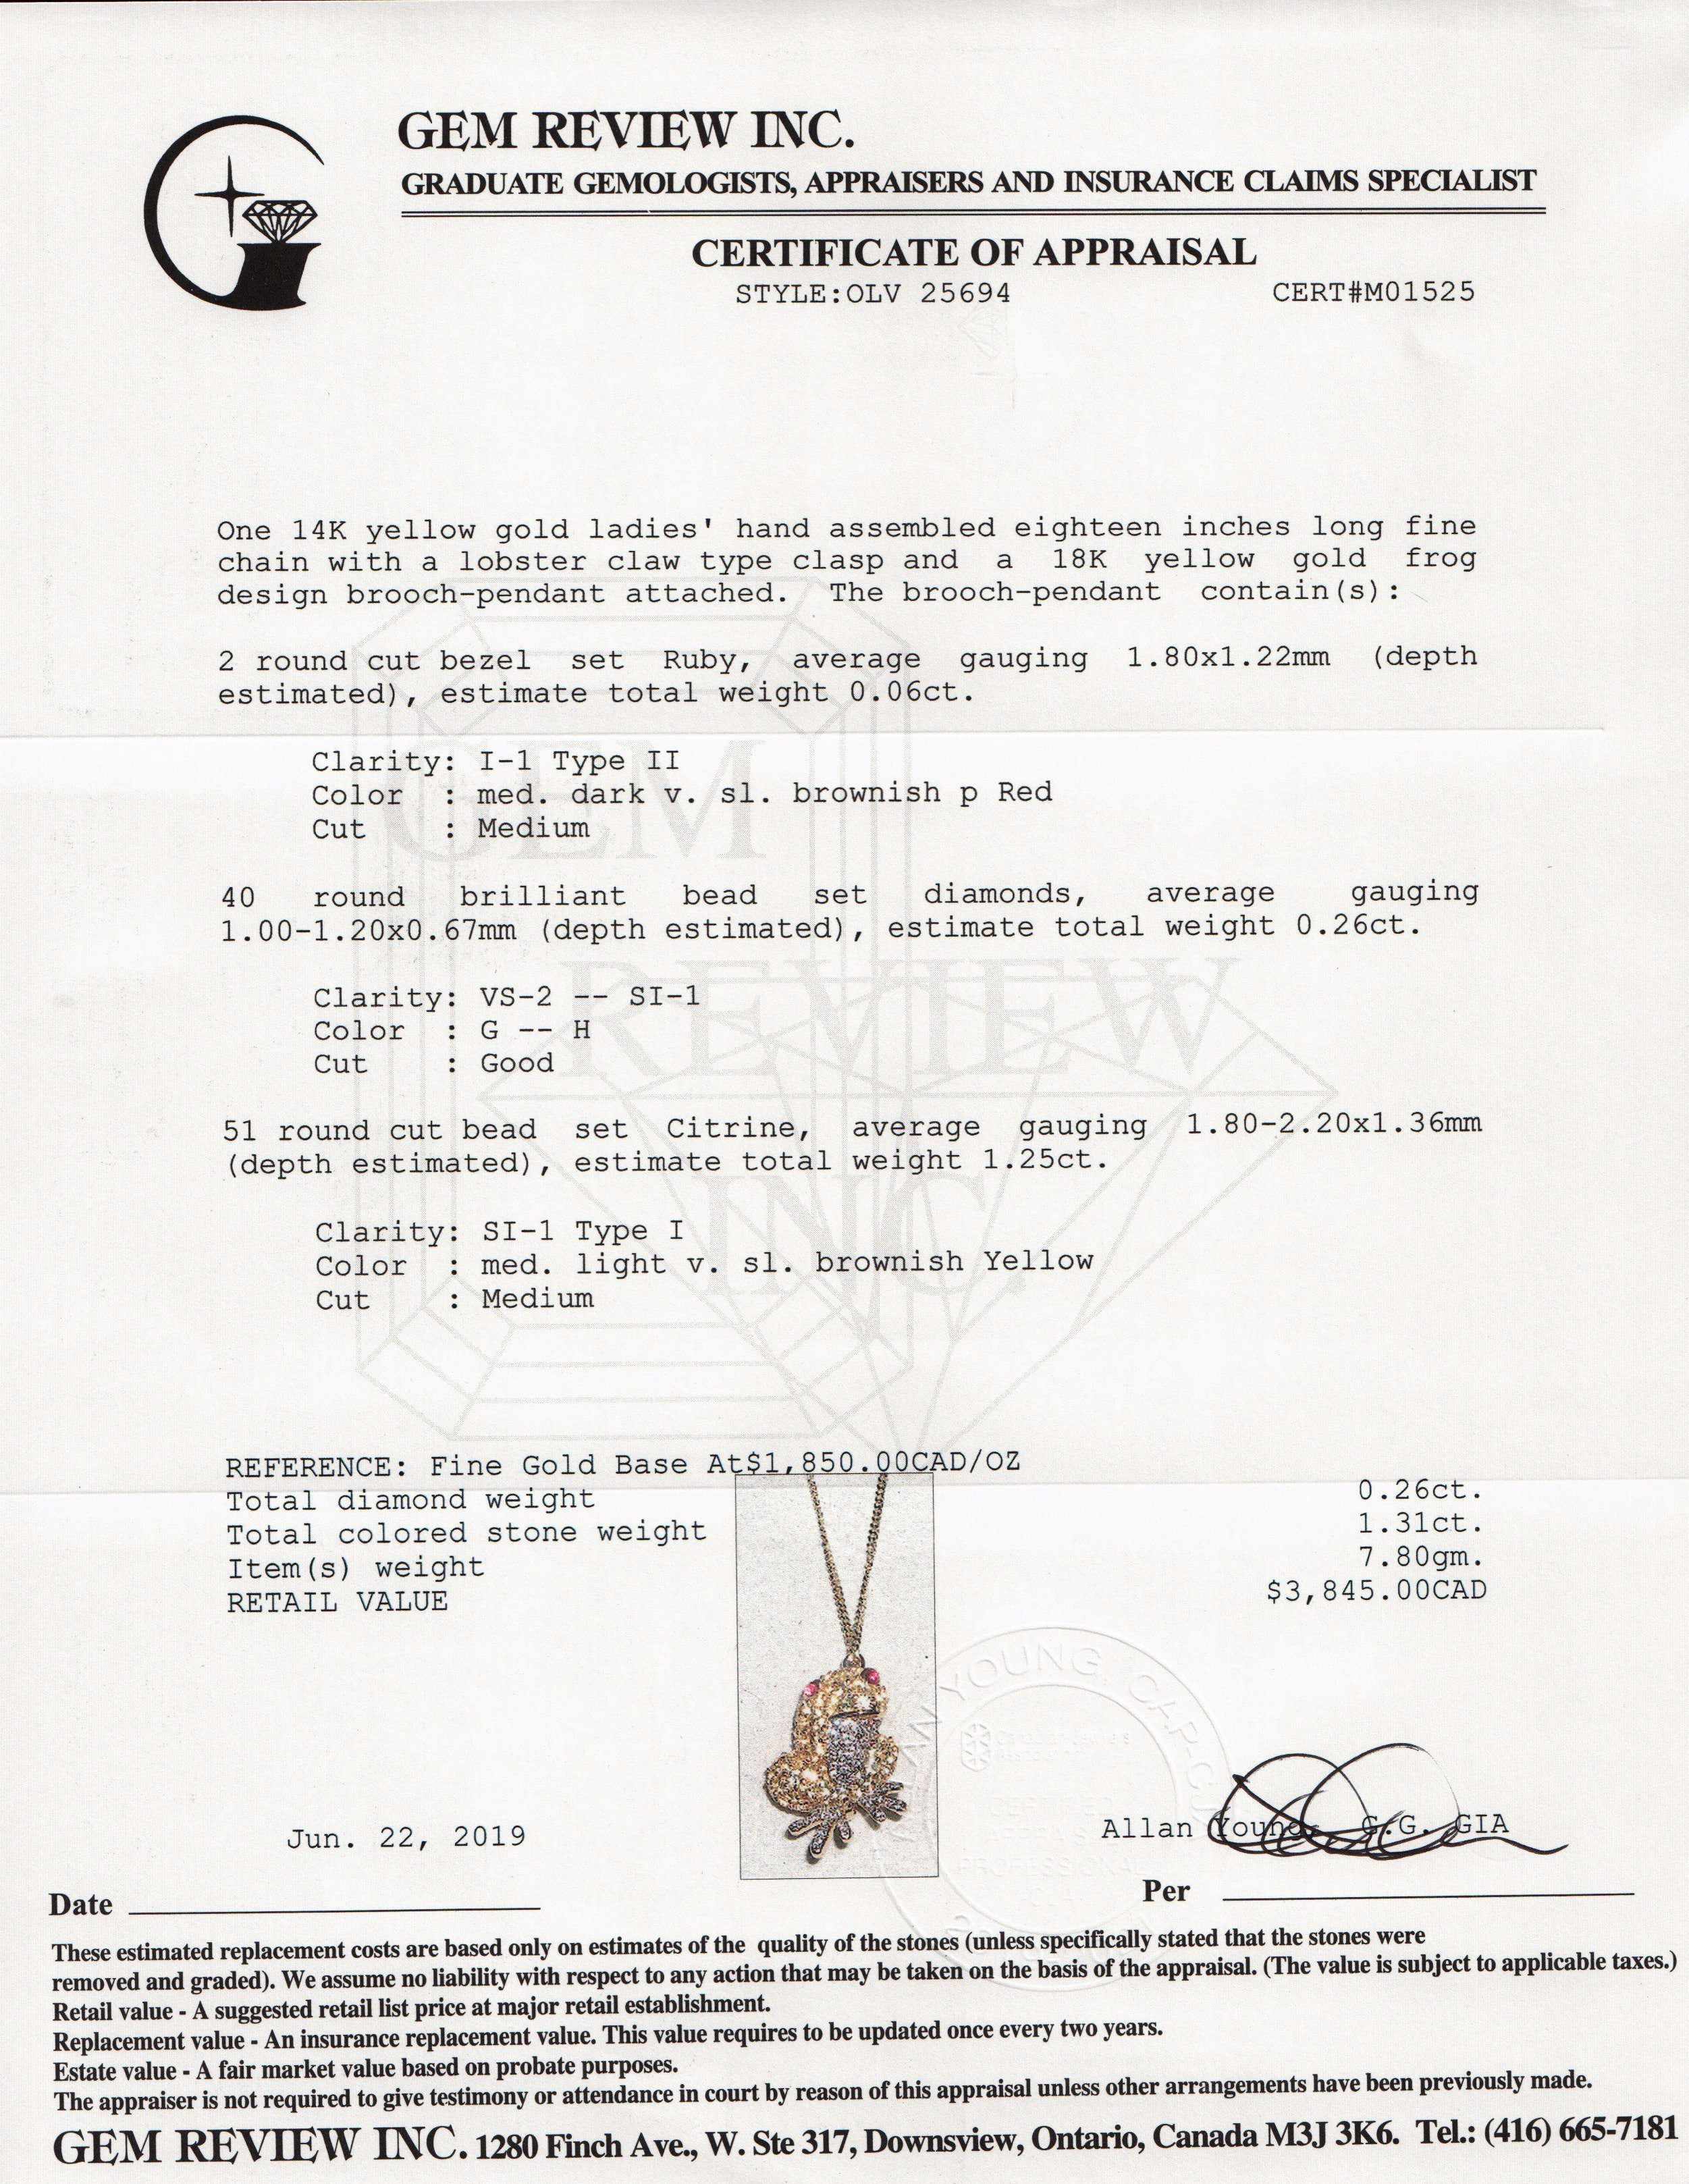 GEM REVIEW INC.
GRADUATE GEMOLOGISTS, APPRAISERS AND INSURANCE CLAIMS SPECIALIST
CERTIFICATE OF APPRAISAL
STYLE:OLV 25694 CERT#M01525
One 14K yellow gold ladies' hand assembled eighteen inches long fine
chain with a lobster claw type clasp and a 18K yellow gold frog
design brooch-pendant attached. The brooch-pendant contain(s):
2 round cut bezel set Ruby, average gauging 1.80x1.22mm (depth
estimated), estimate total weight 0.06ct.
Clarity: I-1 Type II
Color : med. dark v. sl. brownish p Red
Cut : Medium
40 round brilliant bead set diamonds, average gauging
1.00-1.20x0.67mm (depth estimated), estimate total weight 0.26ct.
Clarity: VS-2 -- SI-1
Color : G -- H
Cut : Good
51 round cut bead set Citrine, average gauging 1.80-2.20x1.36mm
(depth estimated), estimate total weight 1.25ct.
Clarity: SI-1 Type I
Color : med. light v. sl. brownish Yellow
Cut : Medium
GEM
REVIEW
INC.
REFERENCE: Fine Gold Base At$1,850.00CAD/OZ
Total diamond weight 0.26ct.
Total colored stone weight 1.31ct.
Item(s) weight 7.80gm.
RETAIL VALUE $3,845.00CAD
YOUNG, CAP-CJ
Jun. 22, 2019
Allan Young, G.G. GIA
Date
Per
These estimated replacement costs are based only on estimates of the quality of the stones (unless specifically stated that the stones were
removed and graded). We assume no liability with respect to any action that may be taken on the basis of the appraisal. (The value is subject to applicable taxes.)
Retail value - A suggested retail list price at major retail establishment.
Replacement value - An insurance replacement value. This value requires to be updated once every two years.
Estate value - A fair market value based on probate purposes.
The appraiser is not required to give testimony or attendance in court by reason of this appraisal unless other arrangements have been previously made.
GEM REVIEW INC. 1280 Finch Ave., W. Ste 317, Downsview, Ontario, Canada M3J 3K6. Tel.: (416) 665-7181